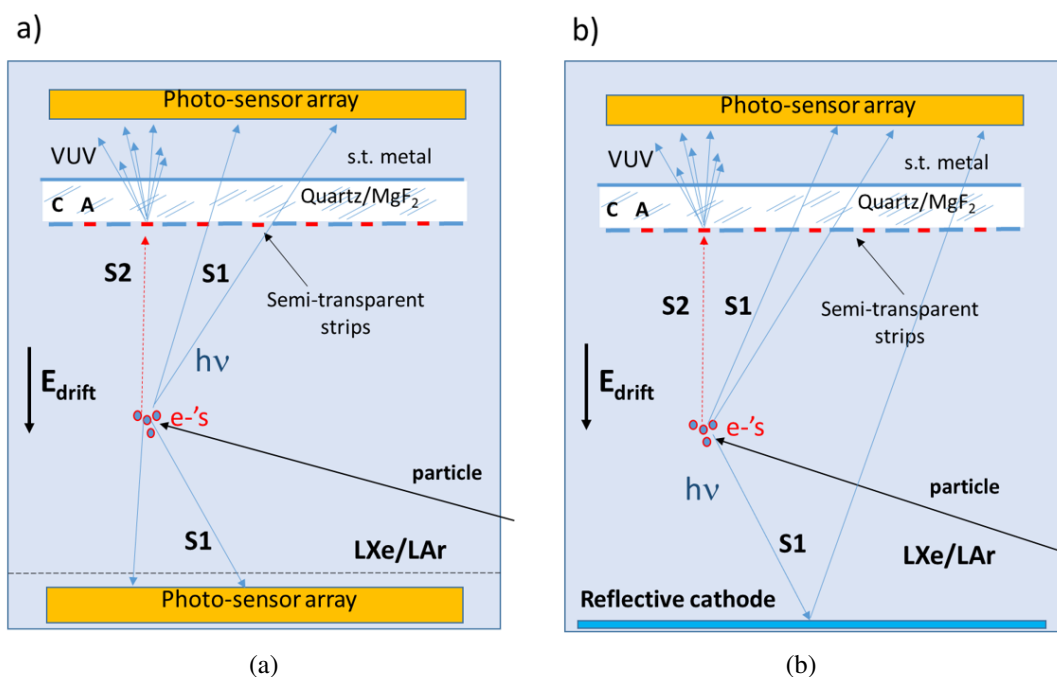 a)
Photo-sensor array
VUV
s.t. metal
Quartz/MgF₂
C A
S2
S1
Semi-transparent
strips
hν
E_drift
e-'s
particle
S1
LXe/LAr
Photo-sensor array
(a)
b)
Photo-sensor array
VUV
s.t. metal
Quartz/MgF₂
C A
S2
S1
Semi-transparent
strips
E_drift
e-'s
hν
particle
S1
LXe/LAr
Reflective cathode
(b)